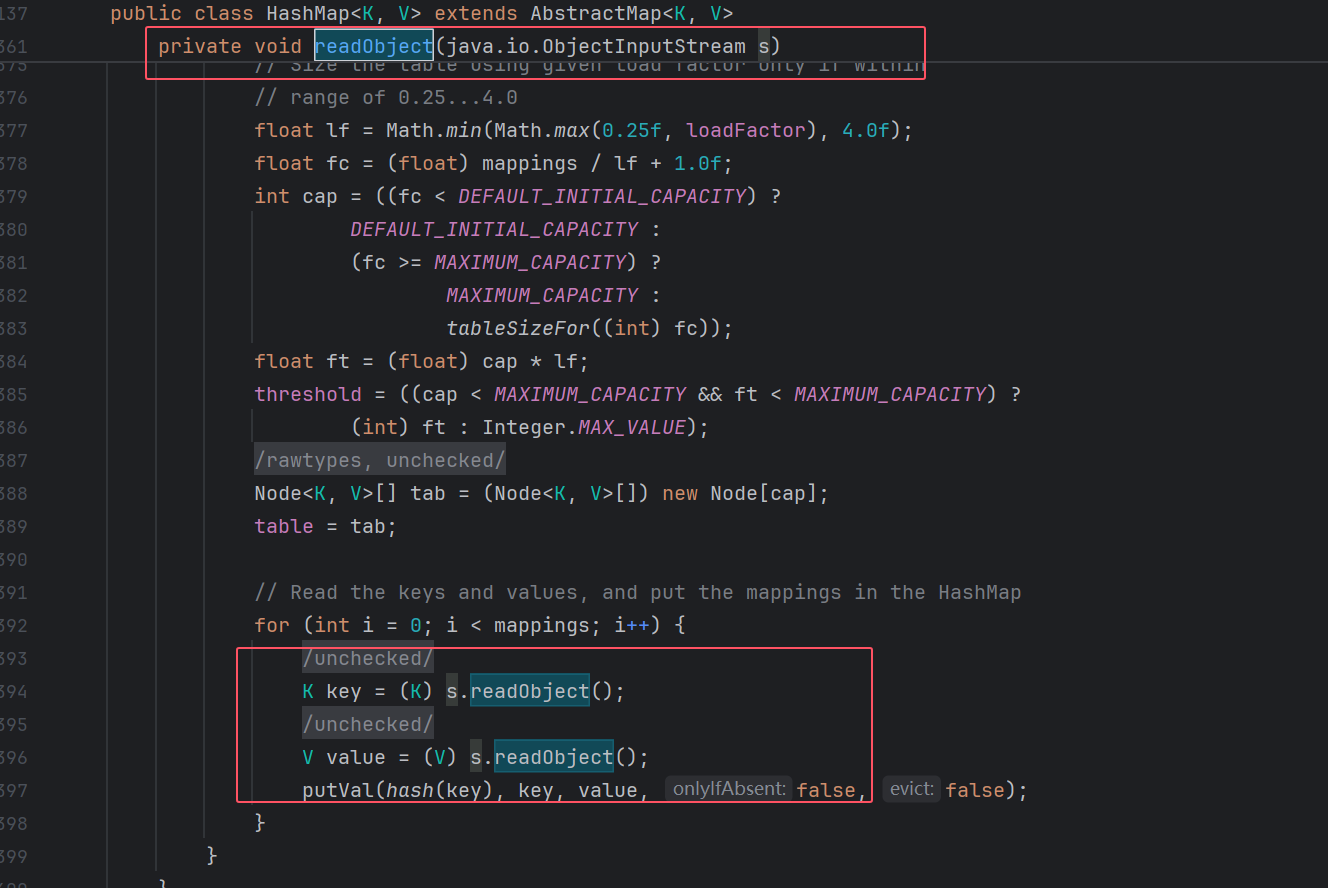 137 public class HashMap<K, V> extends AbstractMap<K, V>
361 private void readObject(java.io.ObjectInputStream s)
375 // Size the table using given load factor only if within
376 // range of 0.25...4.0
377 float lf = Math.min(Math.max(0.25f, loadFactor), 4.0f);
378 float fc = (float) mappings / lf + 1.0f;
379 int cap = ((fc < DEFAULT_INITIAL_CAPACITY) ?
380 DEFAULT_INITIAL_CAPACITY :
381 (fc >= MAXIMUM_CAPACITY) ?
382 MAXIMUM_CAPACITY :
383 tableSizeFor((int) fc));
384 float ft = (float) cap * lf;
385 threshold = ((cap < MAXIMUM_CAPACITY && ft < MAXIMUM_CAPACITY) ?
386 (int) ft : Integer.MAX_VALUE);
387 /rawtypes, unchecked/
388 Node<K, V>[] tab = (Node<K, V>[]) new Node[cap];
389 table = tab;
390
391 // Read the keys and values, and put the mappings in the HashMap
392 for (int i = 0; i < mappings; i++) {
393 /unchecked/
394 K key = (K) s.readObject();
395 /unchecked/
396 V value = (V) s.readObject();
397 putVal(hash(key), key, value, onlyIfAbsent: false, evict: false);
398 }
399 }
}